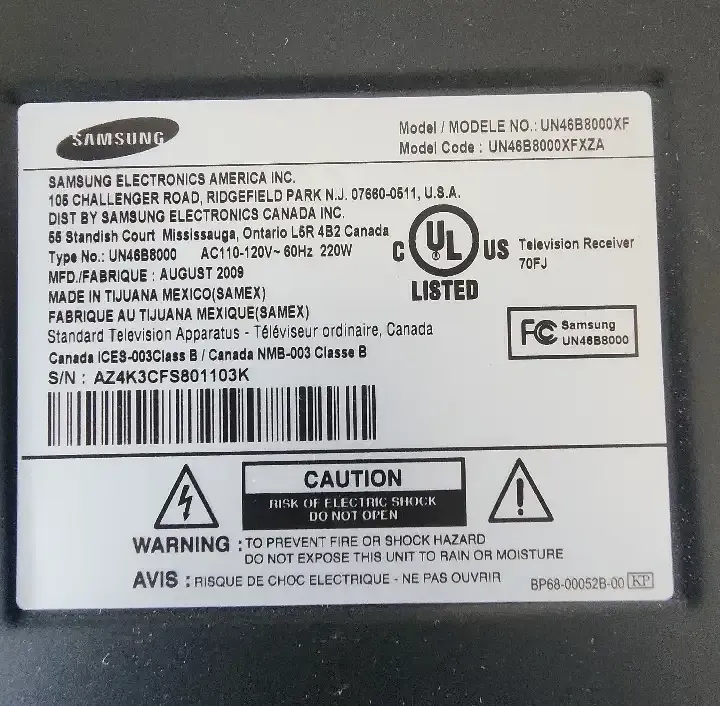 SAMSUNG
Model / MODELE NO.: UN46B8000XF
Model Code : UN46B8000XFXZA
SAMSUNG ELECTRONICS AMERICA INC.
105 CHALLENGER ROAD, RIDGEFIELD PARK N.J. 07660-0511, U.S.A.
DIST BY SAMSUNG ELECTRONICS CANADA INC.
55 Standish Court Mississauga, Ontario L5R 4B2 Canada
Type No.: UN46B8000 AC110-120V~ 60Hz 220W
MFD./FABRIQUE : AUGUST 2009
MADE IN TIJUANA MEXICO(SAMEX)
FABRIQUE AU TIJUANA MEXIQUE(SAMEX)
Standard Television Apparatus - Téléviseur ordinaire, Canada
Canada ICES-003Class B / Canada NMB-003 Classe B
S/N : AZ4K3CFS801103K
C UL US
LISTED
Television Receiver
70FJ
FC Samsung
UN46B8000
CAUTION
RISK OF ELECTRIC SHOCK
DO NOT OPEN
WARNING : TO PREVENT FIRE OR SHOCK HAZARD
DO NOT EXPOSE THIS UNIT TO RAIN OR MOISTURE
AVIS : RISQUE DE CHOC ELECTRIQUE - NE PAS OUVRIR
BP68-00052B-00 KP